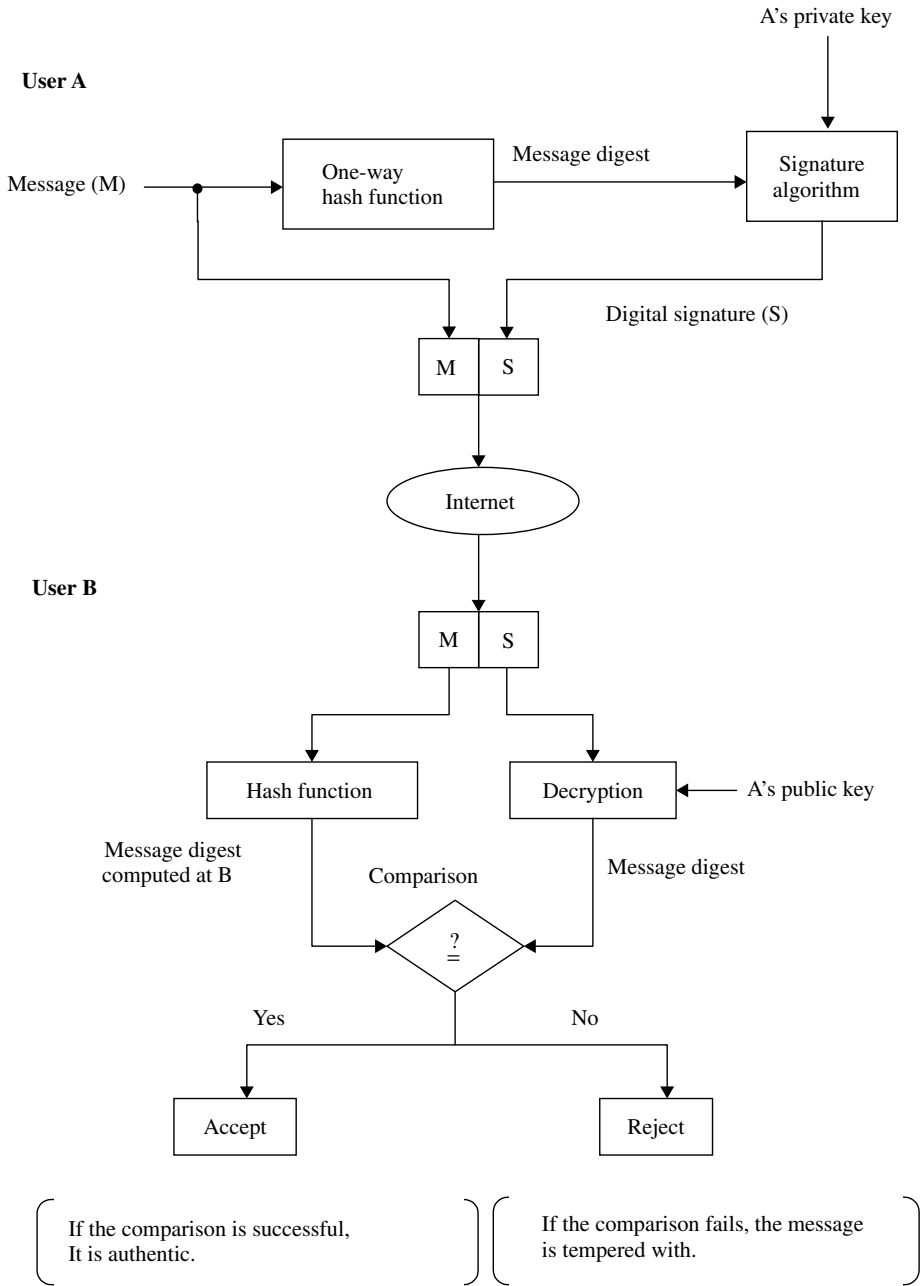 A's private key
User A
Message (M)
One-way
hash function
Message digest
Signature
algorithm
Digital signature (S)
M
S
Internet
User B
M
S
Hash function
Decryption
A's public key
Message digest
computed at B
Comparison
Message digest
?
=
Yes
No
Accept
Reject
If the comparison is successful,
It is authentic.
If the comparison fails, the message
is tempered with.